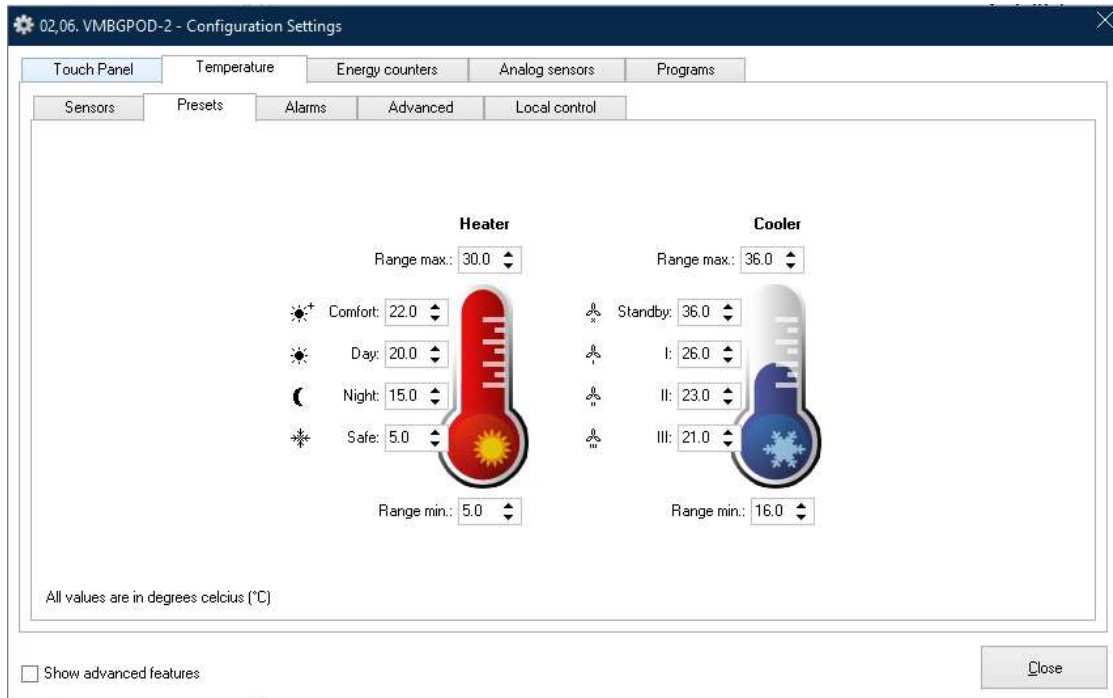 02,06. VMBGPOD-2 - Configuration Settings
Touch Panel Temperature Energy counters Analog sensors Programs
Sensors Presets Alarms Advanced Local control
Heater Cooler
Range max.: 30.0 Range max.: 36.0
Comfort: 22.0 Standby: 36.0
Day: 20.0 I: 26.0
Night: 15.0 II: 23.0
Safe: 5.0 III: 21.0
Range min.: 5.0 Range min.: 16.0
All values are in degrees celcius (°C)
Show advanced features Close